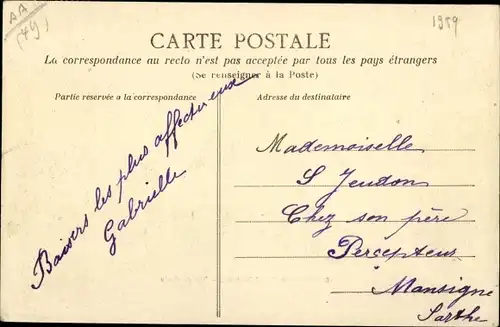 AA
(49)
1359
CARTE POSTALE
La correspondance au recto n'est pas acceptée par tous les pays étrangers
(Se renseigner à la Poste)
Partie reservée a la correspondance
Adresse du destinataire
Baisers les plus affectueux
Gabrielle
Mademoiselle
S Jeudon
Chez son père
Percepteur
Mansigné
Sarthe